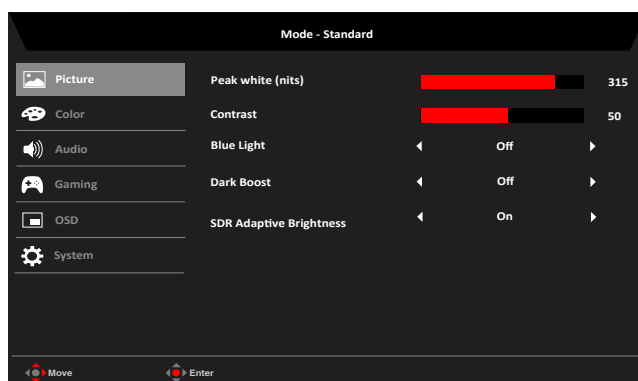 Mode - Standard
Picture
Color
Audio
Gaming
OSD
System
Peak white (nits) 315
Contrast 50
Blue Light Off
Dark Boost Off
SDR Adaptive Brightness On
Move Enter